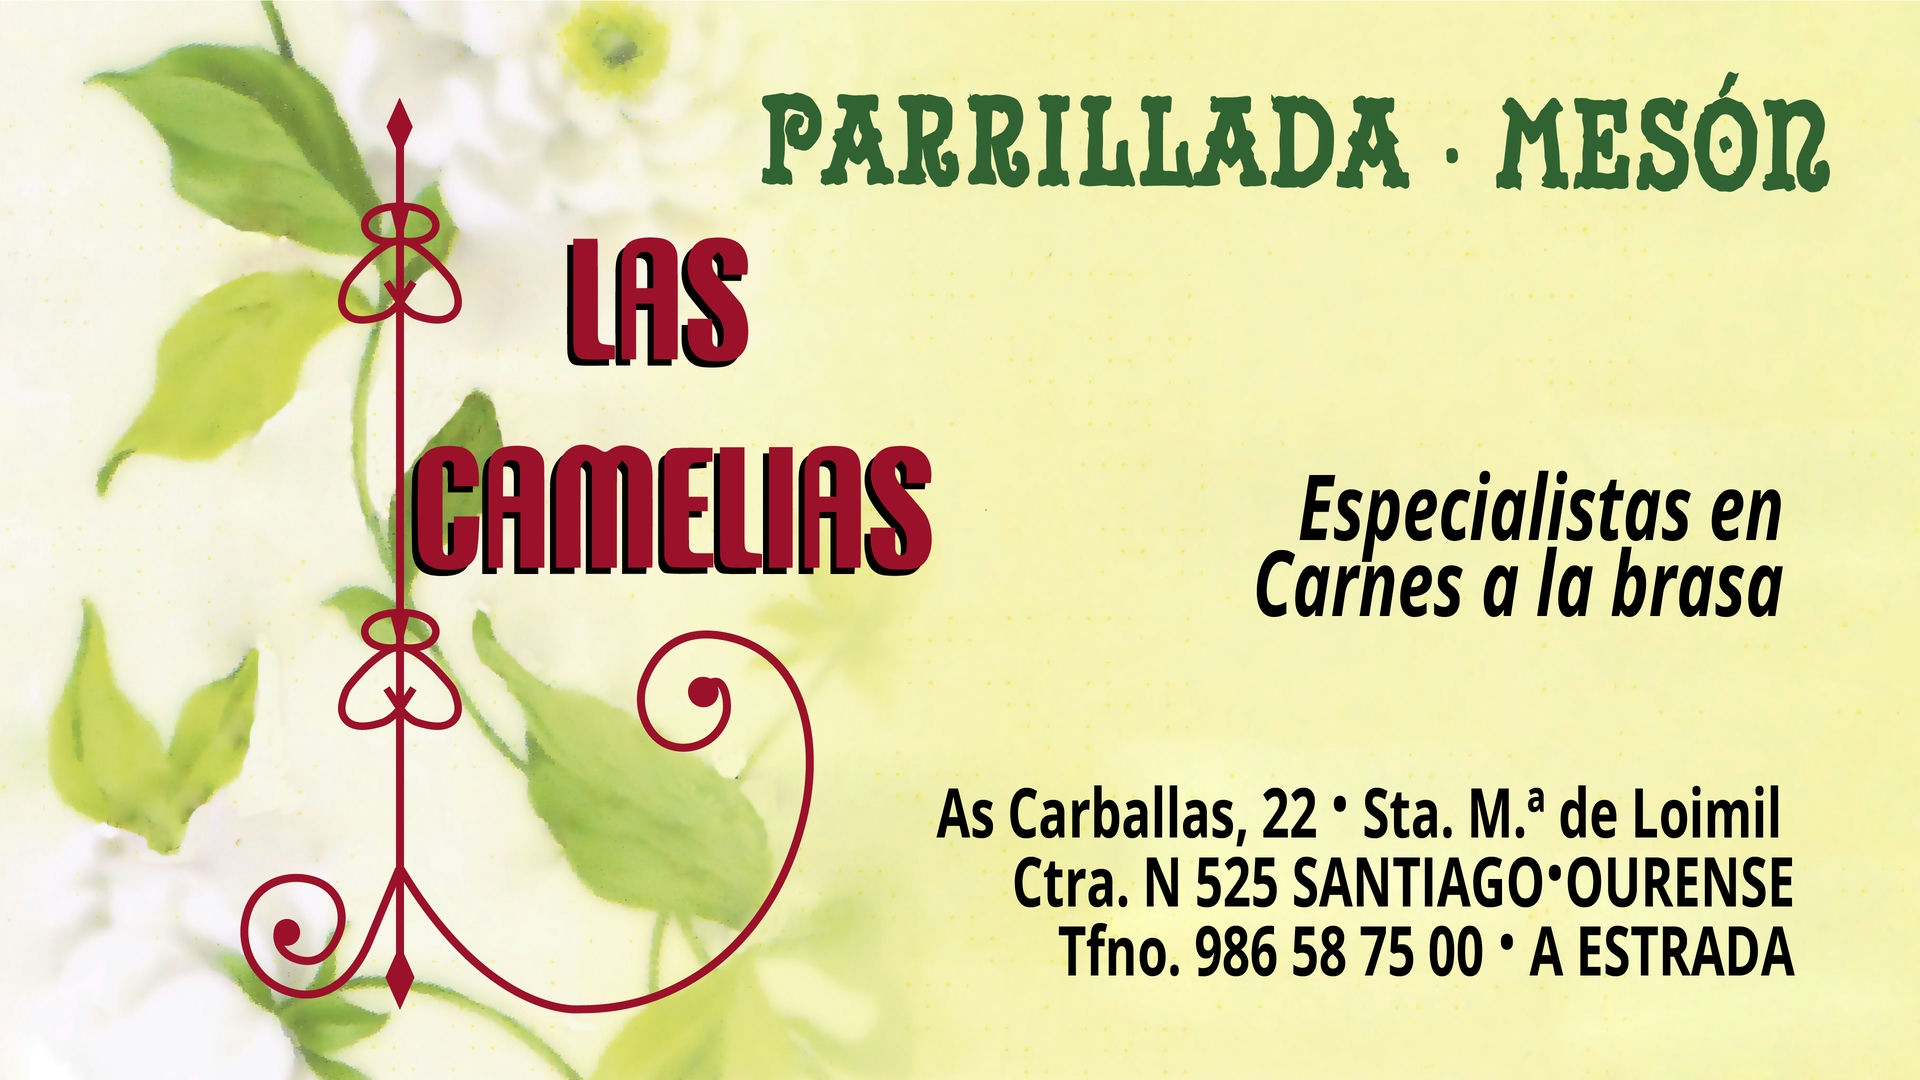 PARRILLADA · MESÓN
LAS
CAMELIAS
Especialistas en
Carnes a la brasa
As Carballas, 22 • Sta. M.ª de Loimil
Ctra. N 525 SANTIAGO•OURENSE
Tfno. 986 58 75 00 • A ESTRADA